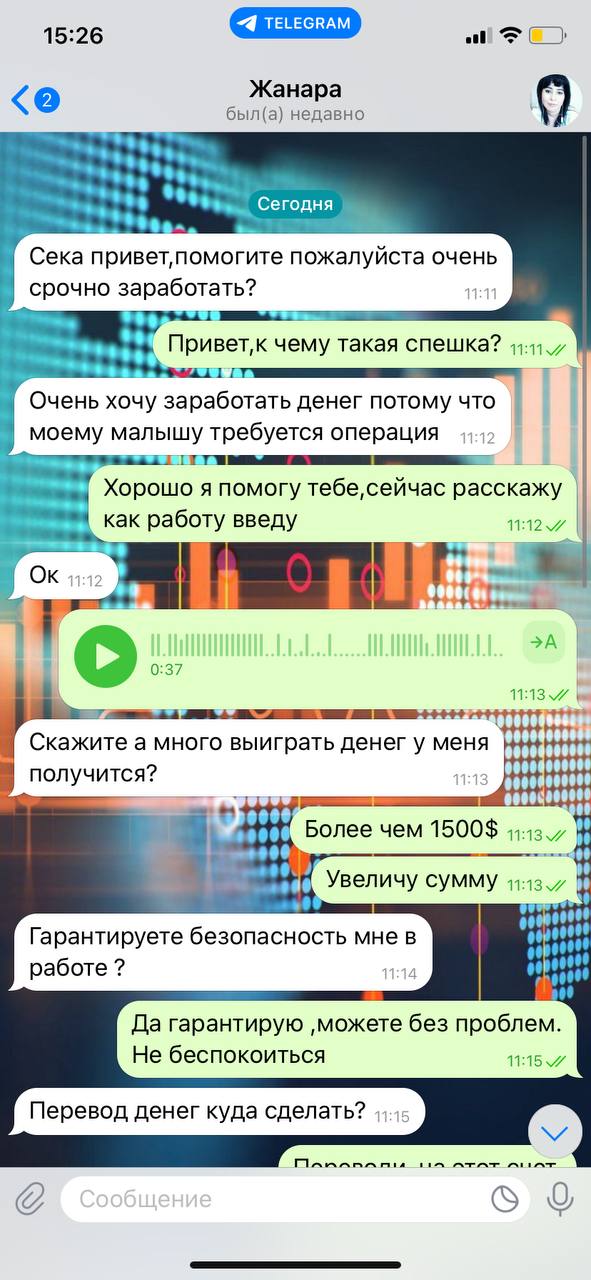 15:26
TELEGRAM
2
Жанара
был(а) недавно
Сегодня
Сека привет,помогите пожалуйста очень
срочно заработать?
11:11
Привет,к чему такая спешка? 11:11
Очень хочу заработать денег потому что
моему малышу требуется операция 11:12
Хорошо я помогу тебе,сейчас расскажу
как работу введу
11:12
Ок 11:12
→A
0:37
11:13
Скажите а много выиграть денег у меня
получится?
11:13
Более чем 1500$ 11:13
Увеличу сумму 11:13
Гарантируете безопасность мне в
работе ?
11:14
Да гарантирую ,можете без проблем.
Не беспокоиться
11:15
Перевод денег куда сделать? 11:15
Переводи на этот счет
Сообщение